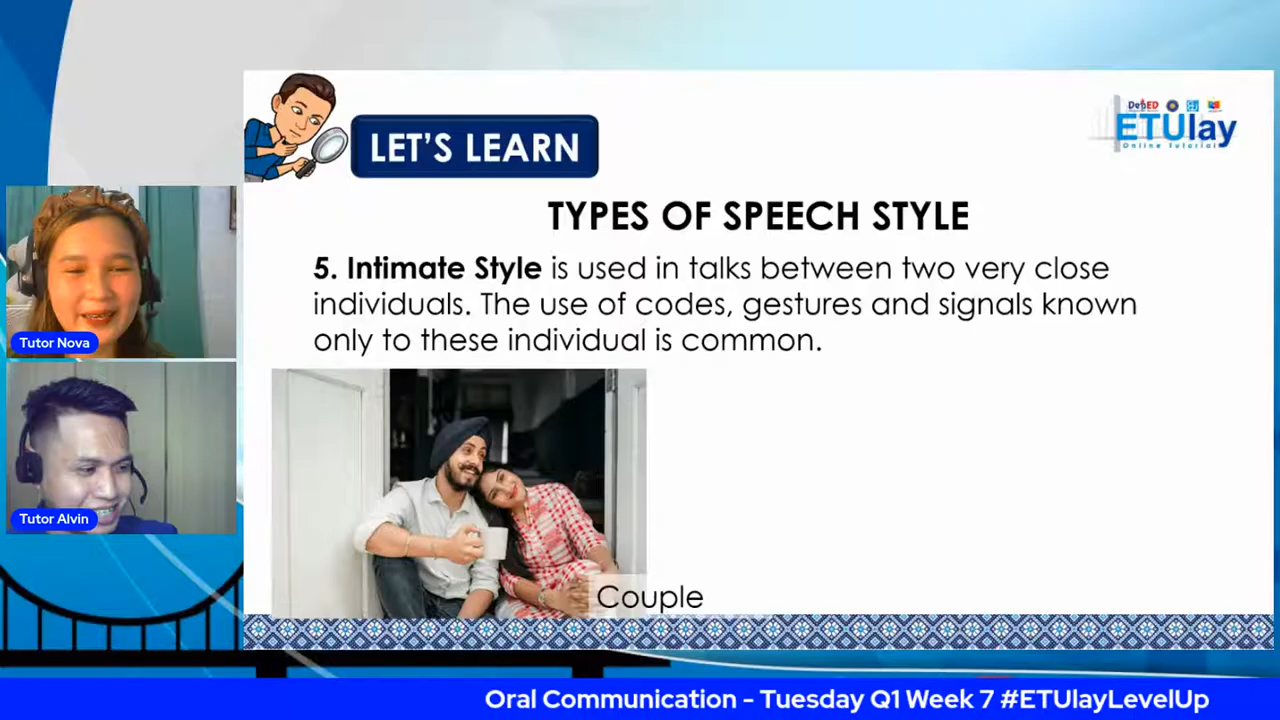 DepED
ETUlay
Online Tutorial
LET'S LEARN
TYPES OF SPEECH STYLE
5. Intimate Style is used in talks between two very close
individuals. The use of codes, gestures and signals known
only to these individual is common.
Tutor Nova
Tutor Alvin
Couple
Oral Communication - Tuesday Q1 Week 7 #ETUlayLevelUp